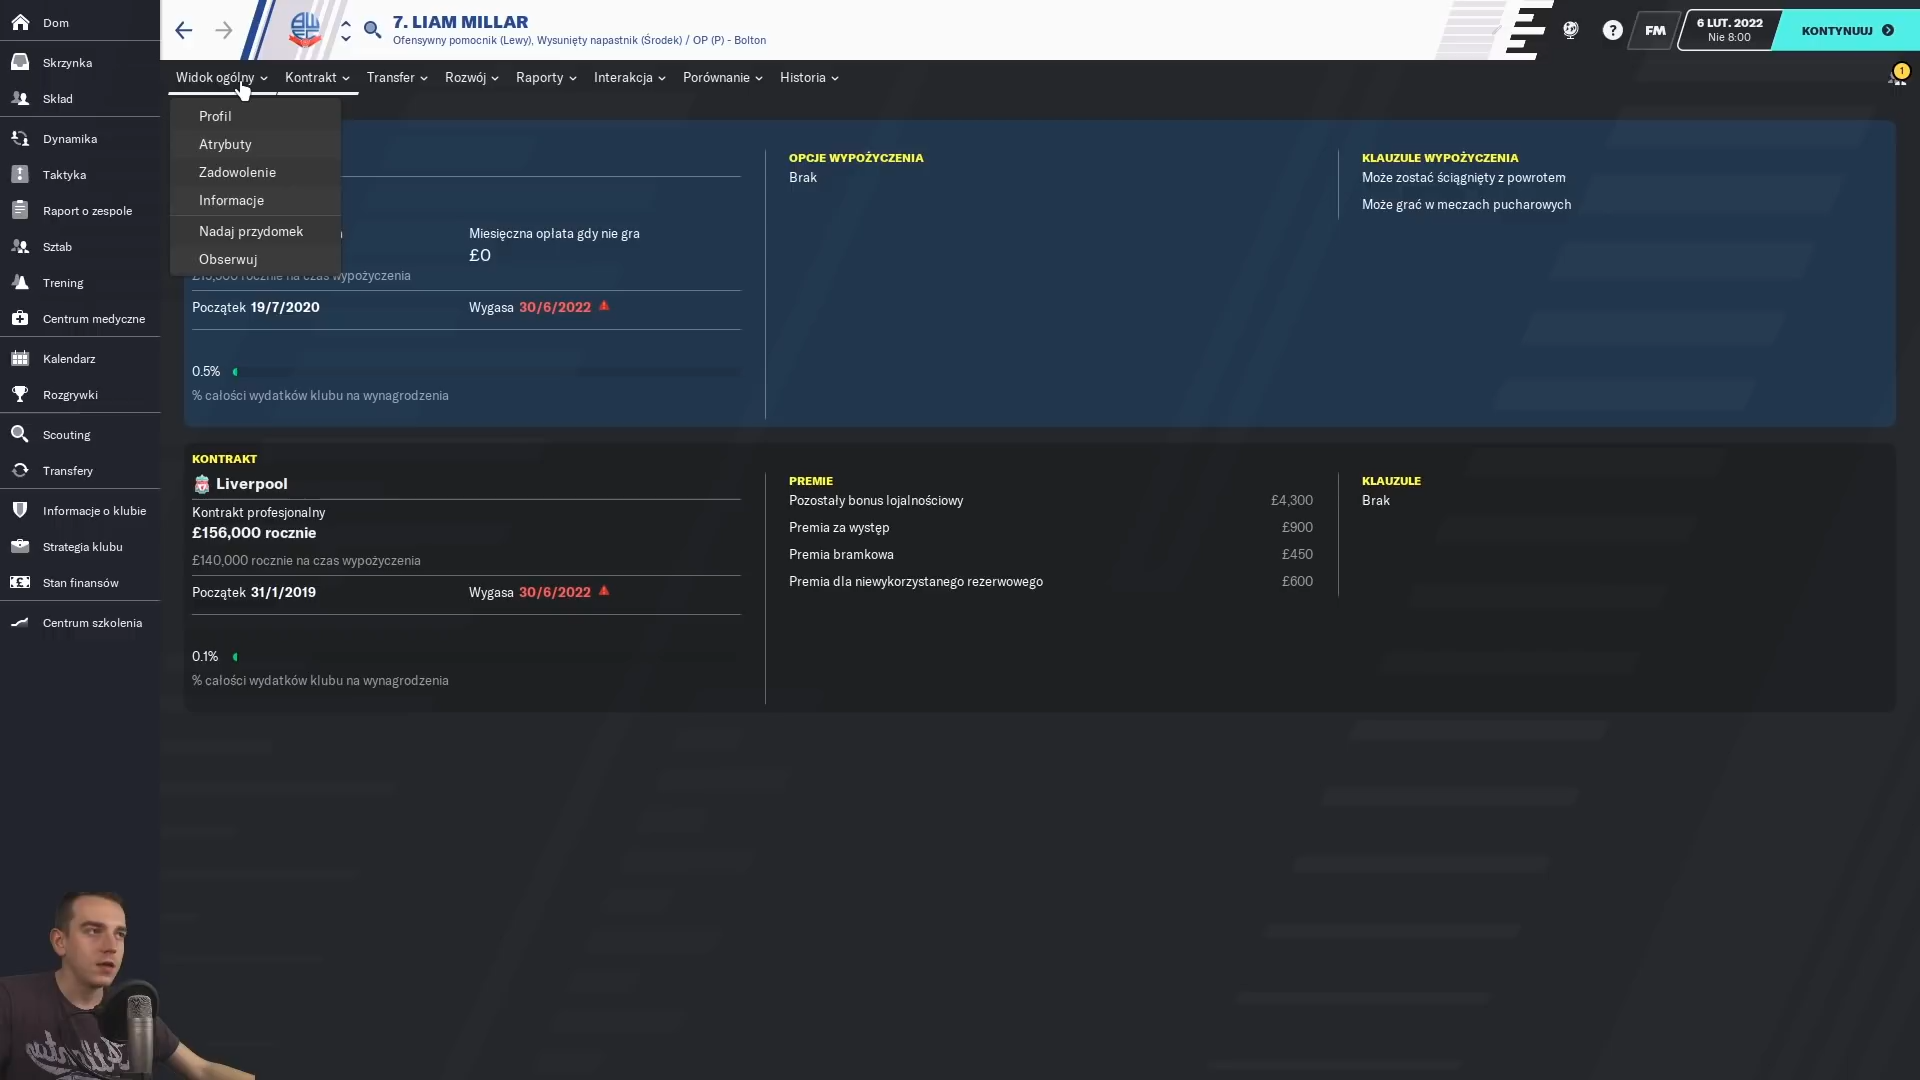 Dom
Skrzynka
Skład
Dynamika
Taktyka
Raport o zespole
Sztab
Trening
Centrum medyczne
Kalendarz
Rozgrywki
Scouting
Transfery
Informacje o klubie
Strategia klubu
Stan finansów
Centrum szkolenia
7. LIAM MILLAR
Ofensywny pomocnik (Lewy), Wysunięty napastnik (Środek) / OP (P) - Bolton
?
FM
6 LUT. 2022
Nie 8:00
KONTYNUUJ
1
Widok ogólny
Kontrakt
Transfer
Rozwój
Raporty
Interakcja
Porównanie
Historia
Profil
Atrybuty
Zadowolenie
Informacje
Nadaj przydomek
Obserwuj
Miesięczna opłata gdy nie gra
£0
rocznie na czas wypożyczenia
Początek 19/7/2020
Wygasa 30/6/2022
0.5%
% całości wydatków klubu na wynagrodzenia
OPCJE WYPOŻYCZENIA
Brak
KLAUZULE WYPOŻYCZENIA
Może zostać ściągnięty z powrotem
Może grać w meczach pucharowych
KONTRAKT
Liverpool
Kontrakt profesjonalny
£156,000 rocznie
£140,000 rocznie na czas wypożyczenia
Początek 31/1/2019
Wygasa 30/6/2022
0.1%
% całości wydatków klubu na wynagrodzenia
PREMIE
Pozostały bonus lojalnościowy £4,300
Premia za występ £900
Premia bramkowa £450
Premia dla niewykorzystanego rezerwowego £600
KLAUZULE
Brak